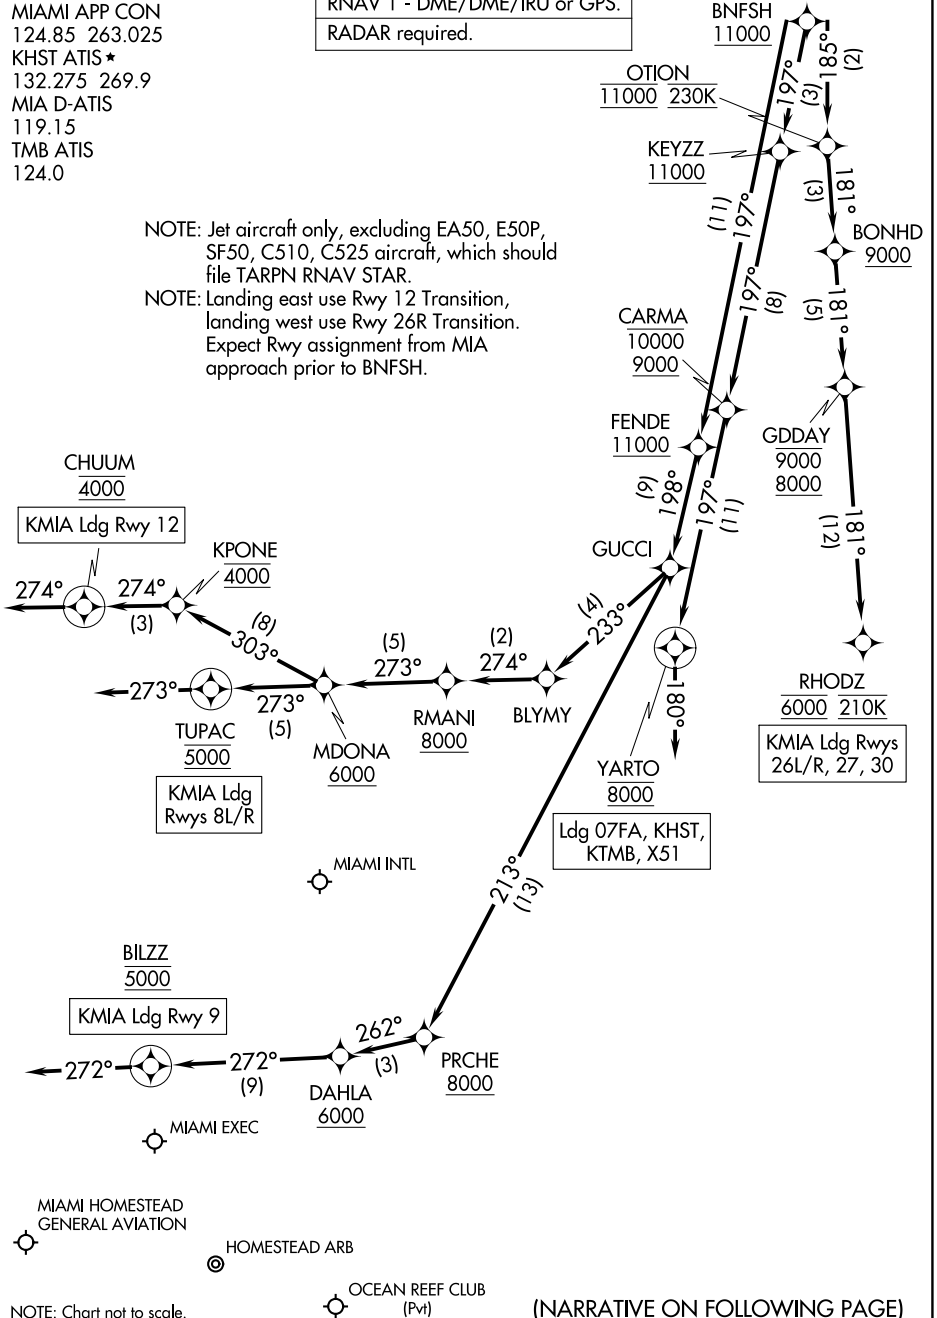 MIAMI APP CON
124.85 263.025
KHST ATIS ★
132.275 269.9
MIA D-ATIS
119.15
TMB ATIS
124.0
RNAV 1 - DME/DME/IRU or GPS.
RADAR required.
BNFSH
11000
185°
(2)
197°
(3)
OTION
11000 230K
KEYZZ
11000
181°
(3)
BONHD
9000
(11)
197°
197°
(8)
181°
(5)
NOTE: Jet aircraft only, excluding EA50, E50P,
SF50, C510, C525 aircraft, which should
file TARPN RNAV STAR.
NOTE: Landing east use Rwy 12 Transition,
landing west use Rwy 26R Transition.
Expect Rwy assignment from MIA
approach prior to BNFSH.
CARMA
10000
9000
FENDE
11000
GDDAY
9000
8000
(9)
198°
197°
(11)
181°
(12)
CHUUM
4000
KMIA Ldg Rwy 12
KPONE
4000
GUCCI
274°
274°
(3)
(8)
303°
(5)
273°
(2)
274°
(4)
233°
273°
273°
(5)
TUPAC
5000
KMIA Ldg
Rwys 8L/R
MDONA
6000
RMANI
8000
BLYMY
180°
YARTO
8000
Ldg 07FA, KHST,
KTMB, X51
RHODZ
6000 210K
KMIA Ldg Rwys
26L/R, 27, 30
MIAMI INTL
213°
(13)
BILZZ
5000
KMIA Ldg Rwy 9
272°
272°
(9)
262°
(3)
DAHLA
6000
PRCHE
8000
MIAMI EXEC
MIAMI HOMESTEAD
GENERAL AVIATION
HOMESTEAD ARB
OCEAN REEF CLUB
(Pvt)
NOTE: Chart not to scale.
(NARRATIVE ON FOLLOWING PAGE)